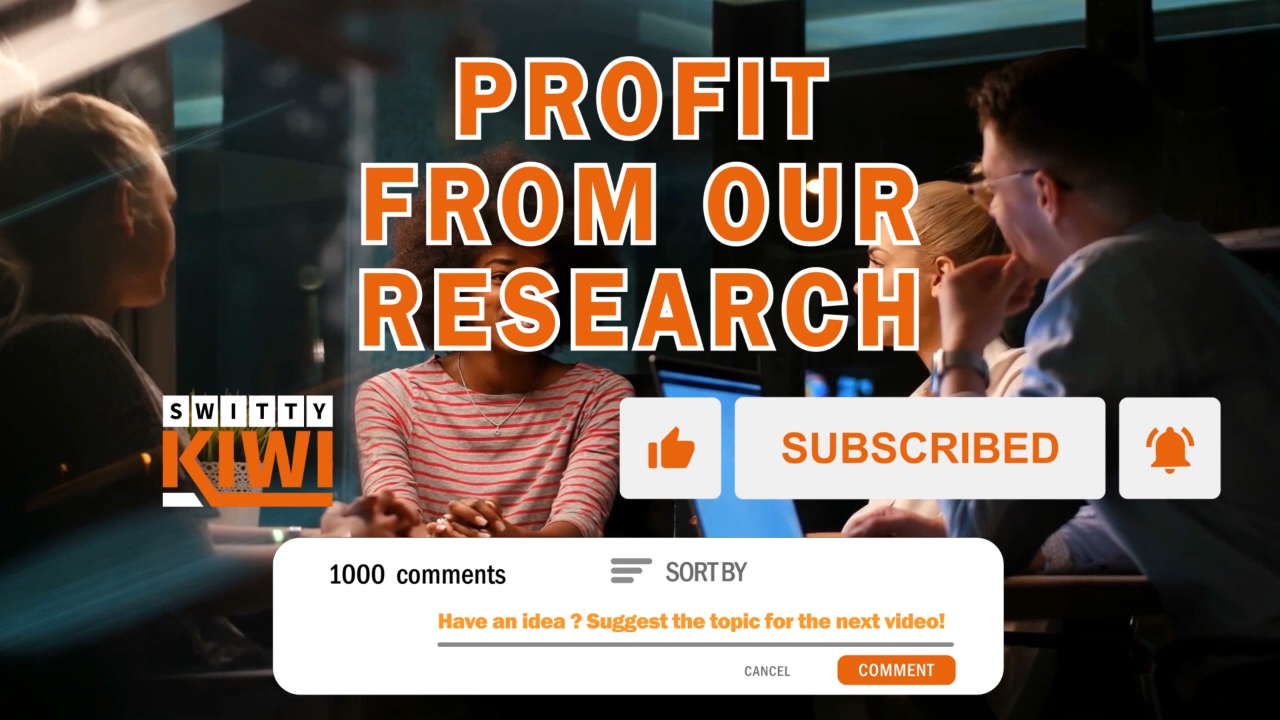 PROFIT
FROM OUR
RESEARCH
SWITTY
KIWI
SUBSCRIBED
1000 comments
SORT BY
Have an idea ? Suggest the topic for the next video!
CANCEL
COMMENT